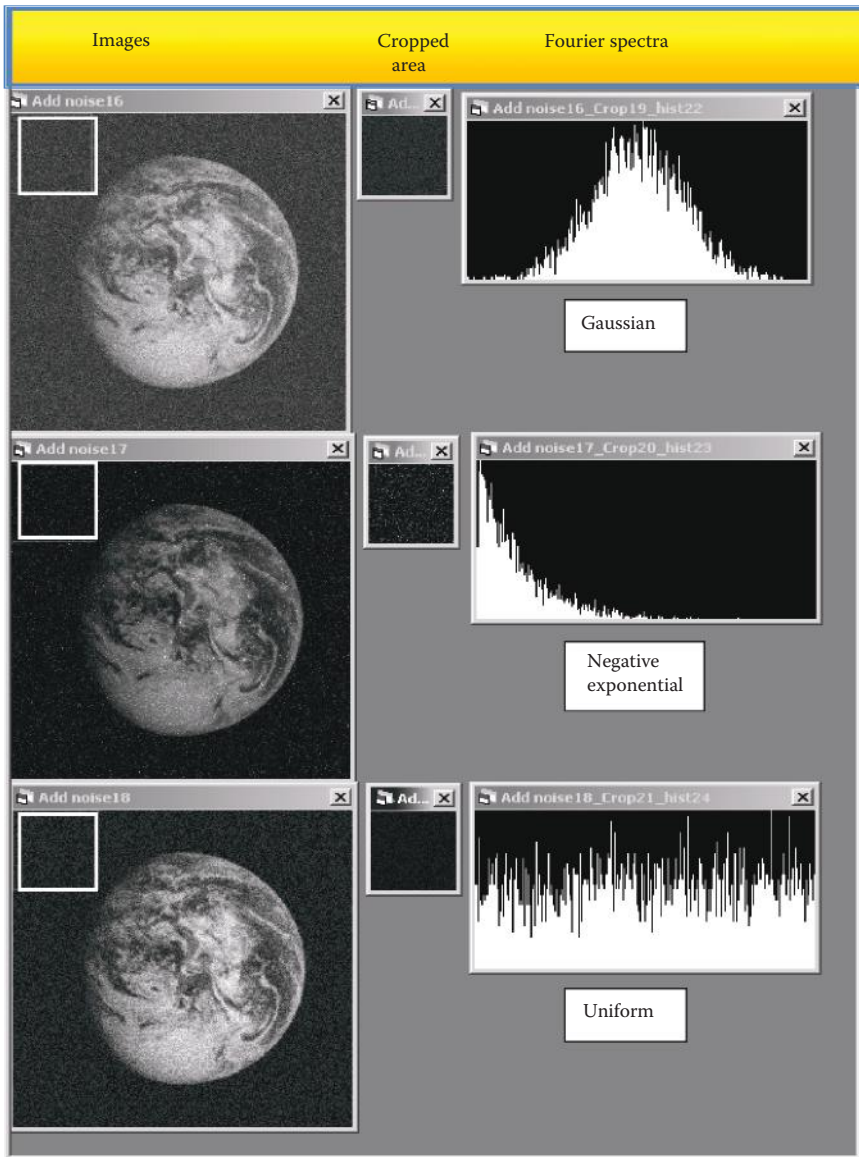 Images
Cropped
area
Fourier spectra
Add noise16
Ad...
Add noise16_Crop19_hist22
Gaussian
Add noise17
Ad...
Add noise17_Crop20_hist23
Negative
exponential
Add noise18
Ad...
Add noise18_Crop21_hist24
Uniform